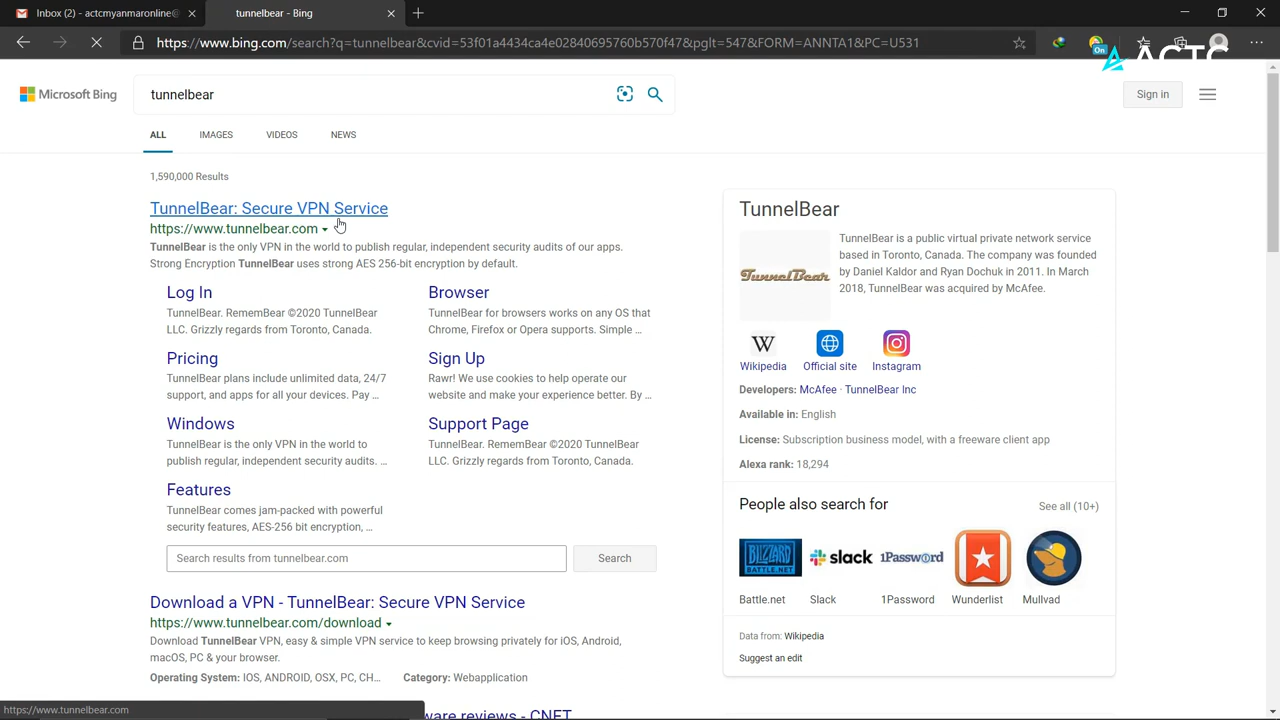 Inbox (2) - actcmyanmaronline@
tunnelbear - Bing
https://www.bing.com/search?q=tunnelbear&cvid=53f01a4434ca4e02840695760b570f47&pglt=547&FORM=ANNTA1&PC=U531
On
ACTC
Microsoft Bing
tunnelbear
Sign in
ALL
IMAGES
VIDEOS
NEWS
1,590,000 Results
TunnelBear: Secure VPN Service
https://www.tunnelbear.com
TunnelBear is the only VPN in the world to publish regular, independent security audits of our apps.
Strong Encryption TunnelBear uses strong AES 256-bit encryption by default.
Log In
TunnelBear. RememBear ©2020 TunnelBear
LLC. Grizzly regards from Toronto, Canada.
Browser
TunnelBear for browsers works on any OS that
Chrome, Firefox or Opera supports. Simple ...
Pricing
TunnelBear plans include unlimited data, 24/7
support, and apps for all your devices. Pay ...
Sign Up
Rawr! We use cookies to help operate our
website and make your experience better. By ...
Windows
TunnelBear is the only VPN in the world to
publish regular, independent security audits. ...
Support Page
TunnelBear. RememBear ©2020 TunnelBear
LLC. Grizzly regards from Toronto, Canada.
Features
TunnelBear comes jam-packed with powerful
security features, AES-256 bit encryption, ...
Search results from tunnelbear.com
Search
Download a VPN - TunnelBear: Secure VPN Service
https://www.tunnelbear.com/download
Download TunnelBear VPN, easy & simple VPN service to keep browsing privately for iOS, Android,
macOS, PC & your browser.
Operating System: IOS, ANDROID, OSX, PC, CH...
Category: Webapplication
ware reviews - CNET
https://www.tunnelbear.com
TunnelBear
TunnelBear
TunnelBear is a public virtual private network service
based in Toronto, Canada. The company was founded
by Daniel Kaldor and Ryan Dochuk in 2011. In March
2018, TunnelBear was acquired by McAfee.
W
Wikipedia
Official site
Instagram
Developers: McAfee · TunnelBear Inc
Available in: English
License: Subscription business model, with a freeware client app
Alexa rank: 18,294
People also search for
See all (10+)
BLIZZARD
BATTLE.NET
slack
1Password
Battle.net
Slack
1Password
Wunderlist
Mullvad
Data from: Wikipedia
Suggest an edit